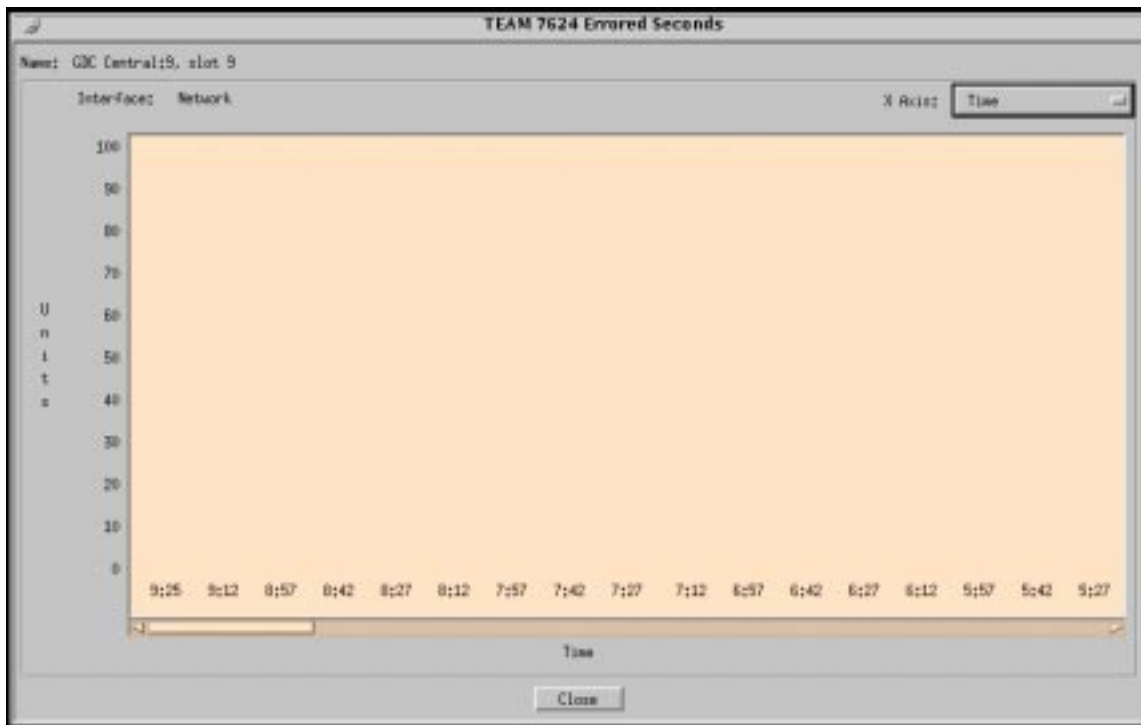 TEAM 7624 Errored Seconds
Name: GDC Central:9, slot 9
Interface: Network X Axis: Time
100
90
80
70
60
50
40
30
20
10
0
Units
9:25 9:12 8:57 8:42 8:27 8:12 7:57 7:42 7:27 7:12 6:57 6:42 6:27 6:12 5:57 5:42 5:27
Time
Close